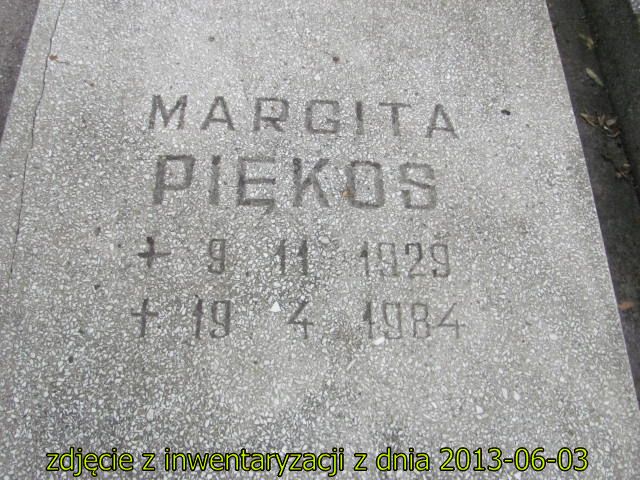 MARGITA
PIĘKOS
+ 9 11 1929
+ 19 4 1984
zdjęcie z inwentaryzacji z dnia 2013-06-03